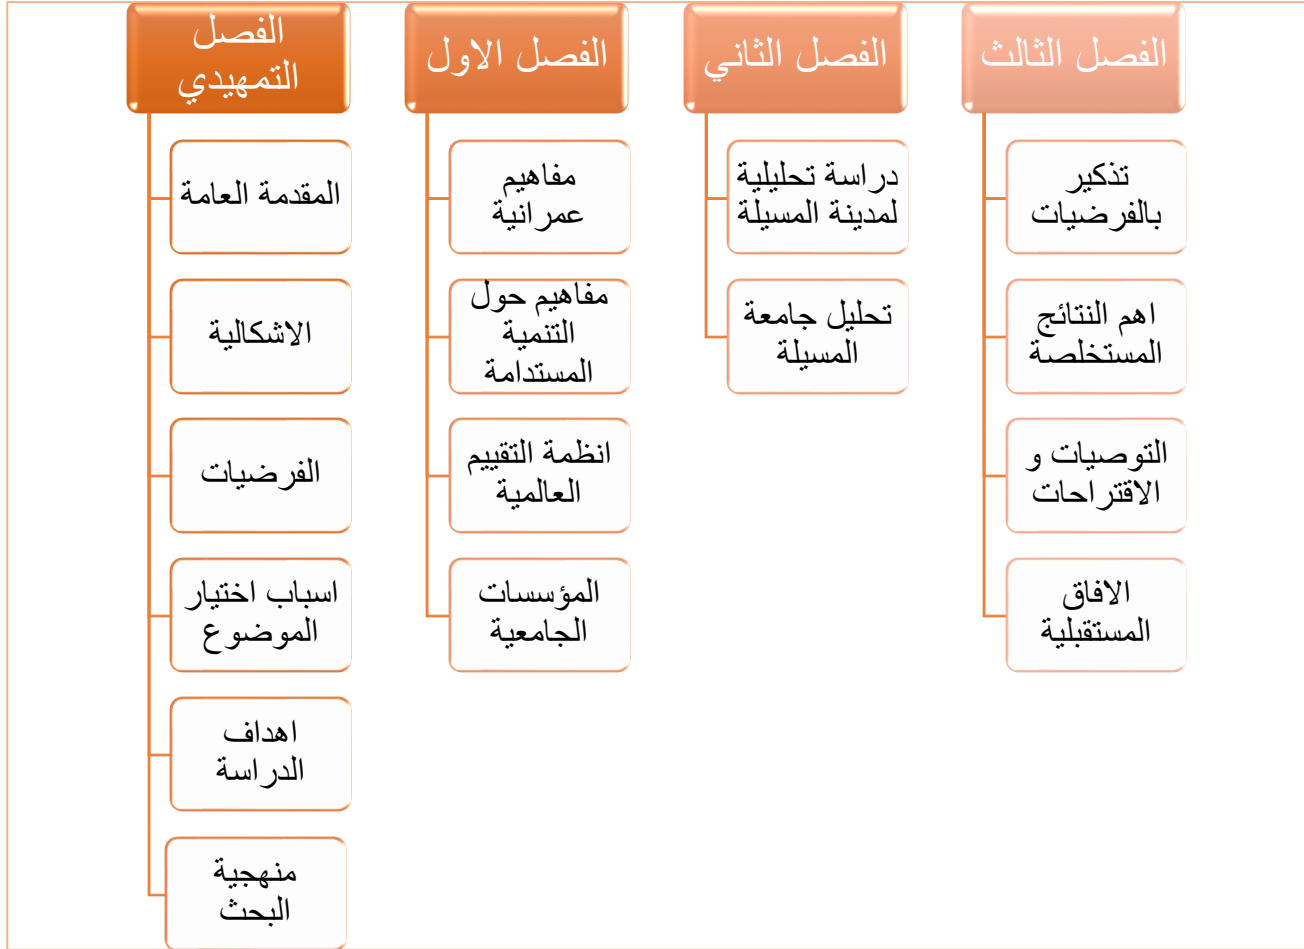 الفصل
التمهيدي
المقدمة العامة
الاشكالية
الفرضيات
اسباب اختيار
الموضوع
اهداف
الدراسة
منهجية
البحث
الفصل الاول
مفاهيم
عمرانية
مفاهيم حول
التنمية
المستدامة
انظمة التقييم
العالمية
المؤسسات
الجامعية
الفصل الثاني
دراسة تحليلية
لمدينة المسيلة
تحليل جامعة
المسيلة
الفصل الثالث
تذكير
بالفرضيات
اهم النتائج
المستخلصة
التوصيات و
الاقتراحات
الافاق
المستقبلية